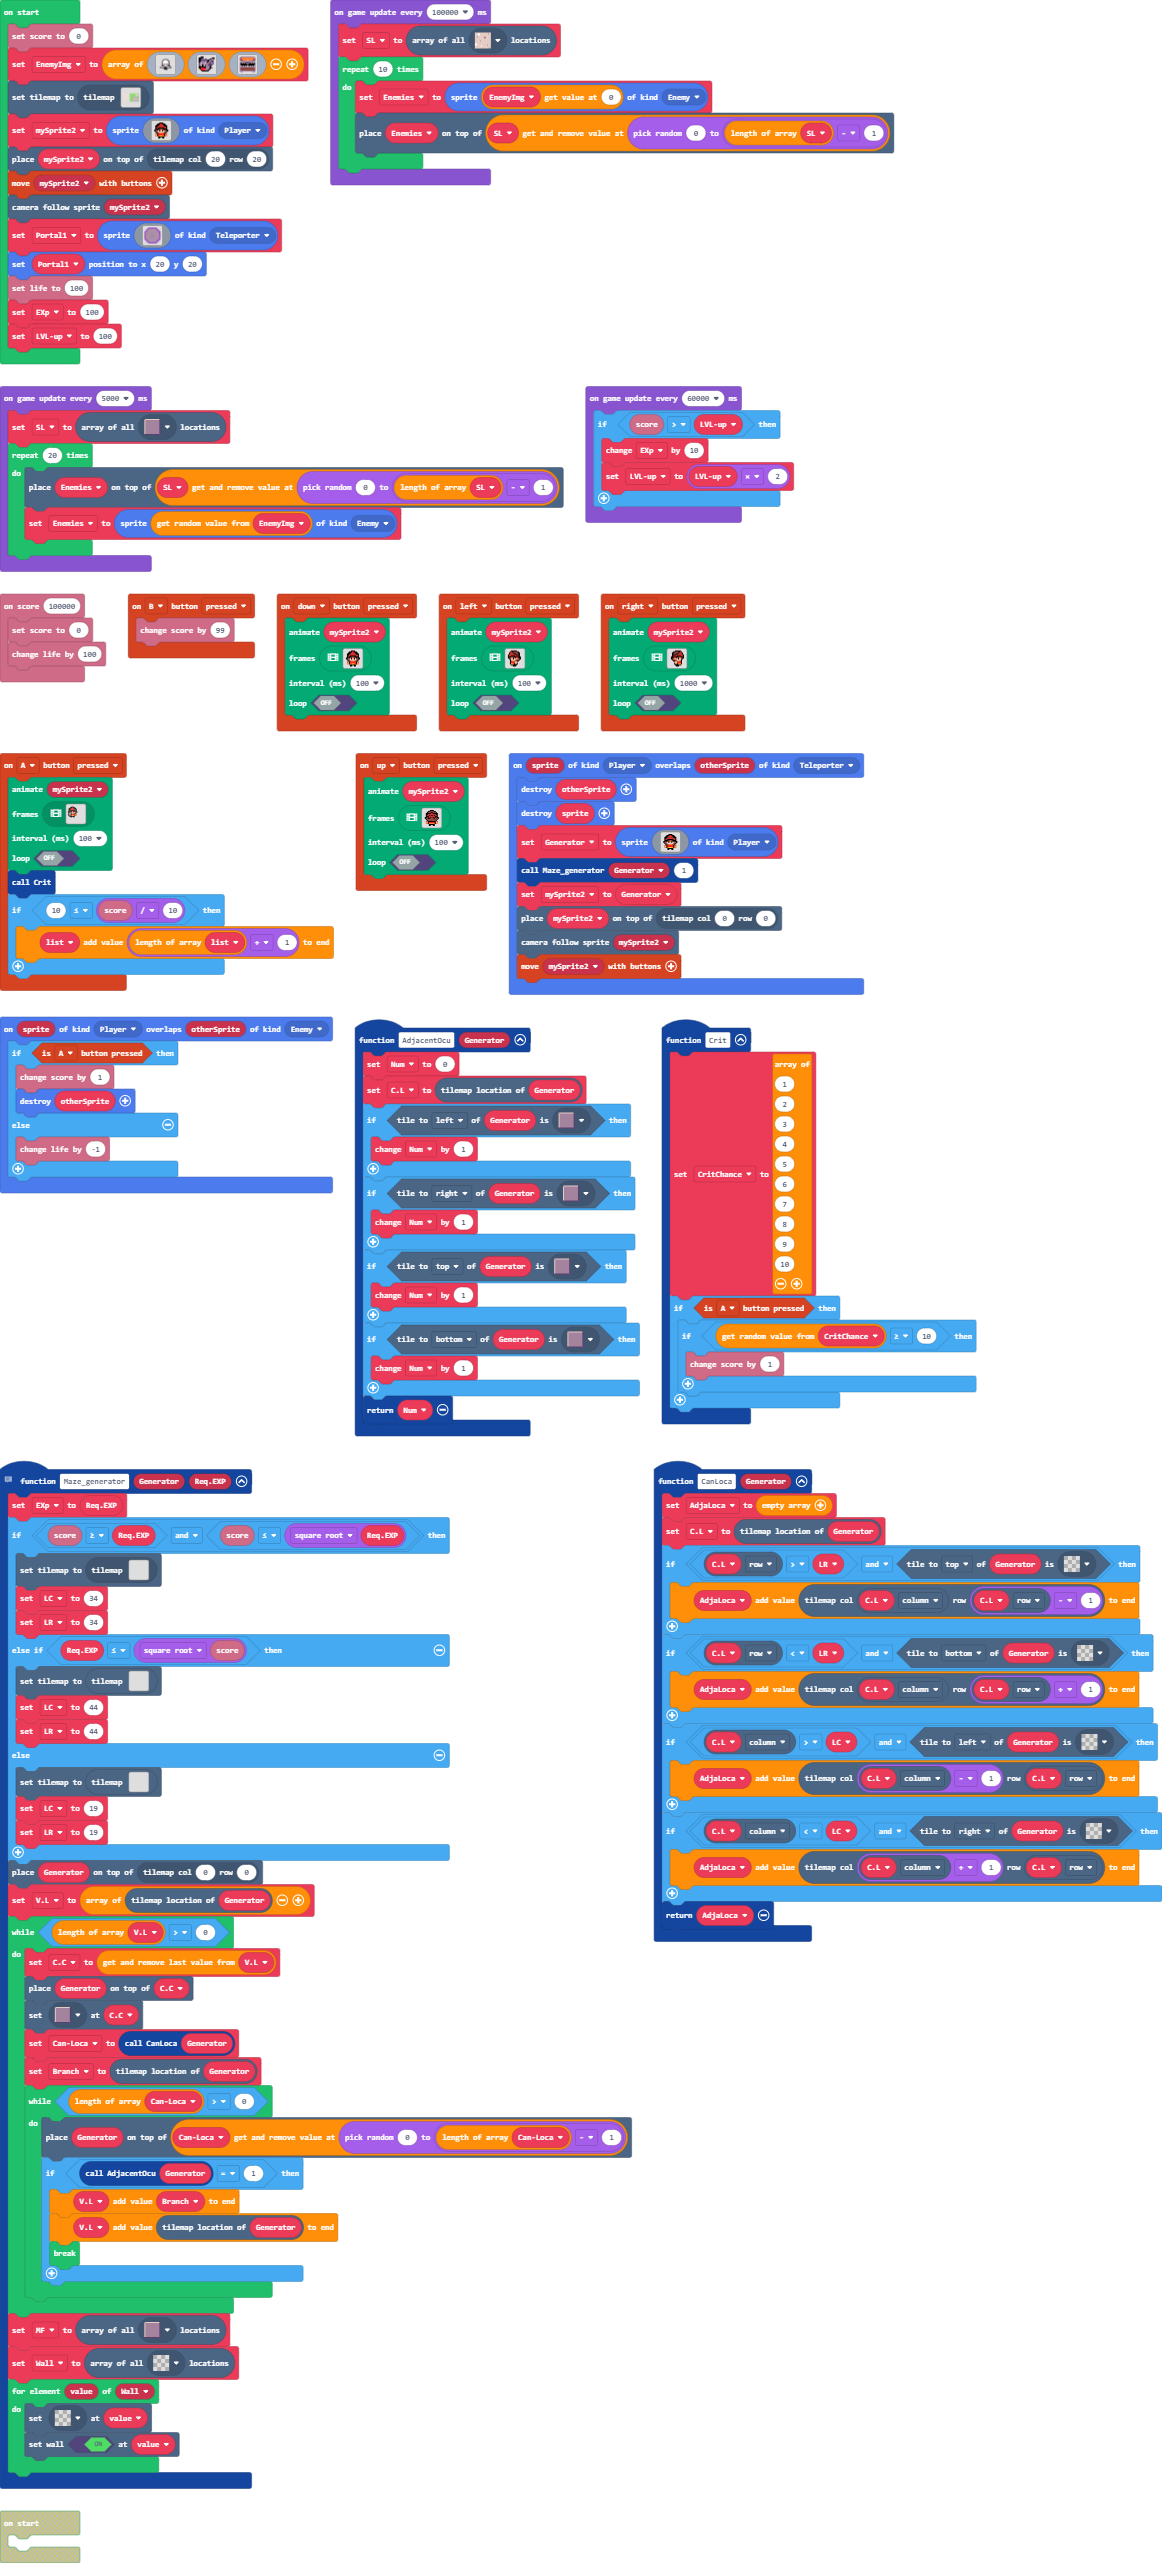 on start
set score to 0
set EnemyImg to array of
set tilemap to tilemap
set mySprite2 to sprite of kind Player
place mySprite2 on top of tilemap col 20 row 20
move mySprite2 with buttons
camera follow sprite mySprite2
set Portal1 to sprite of kind Teleporter
set Portal1 position to x 20 y 20
set life to 100
set EXp to 100
set LVL-up to 100
on game update every 100000 ms
set SL to array of all locations
repeat 10 times
do
set Enemies to sprite EnemyImg get value at 0 of kind Enemy
place Enemies on top of SL get and remove value at pick random 0 to length of array SL - 1
on game update every 5000 ms
set SL to array of all locations
repeat 20 times
do
place Enemies on top of SL get and remove value at pick random 0 to length of array SL - 1
set Enemies to sprite get random value from EnemyImg of kind Enemy
on game update every 60000 ms
if score > LVL-up then
change EXp by 10
set LVL-up to LVL-up × 2
on score 100000
set score to 0
change life by 100
on B button pressed
change score by 99
on down button pressed
animate mySprite2
frames
interval (ms) 100
loop OFF
on left button pressed
animate mySprite2
frames
interval (ms) 100
loop OFF
on right button pressed
animate mySprite2
frames
interval (ms) 1000
loop OFF
on A button pressed
animate mySprite2
frames
interval (ms) 100
loop OFF
call Crit
if 10 ≤ score / 10 then
list add value length of array list + 1 to end
on up button pressed
animate mySprite2
frames
interval (ms) 100
loop OFF
on sprite of kind Player overlaps otherSprite of kind Teleporter
destroy otherSprite
destroy sprite
set Generator to sprite of kind Player
call Maze_generator Generator 1
set mySprite2 to Generator
place mySprite2 on top of tilemap col 0 row 0
camera follow sprite mySprite2
move mySprite2 with buttons
on sprite of kind Player overlaps otherSprite of kind Enemy
if is A button pressed then
change score by 1
destroy otherSprite
else
change life by -1
function AdjacentOcu Generator
set Num to 0
set C.L to tilemap location of Generator
if tile to left of Generator is then
change Num by 1
if tile to right of Generator is then
change Num by 1
if tile to top of Generator is then
change Num by 1
if tile to bottom of Generator is then
change Num by 1
return Num
function Crit
set CritChance to array of
1
2
3
4
5
6
7
8
9
10
if is A button pressed then
if get random value from CritChance ≥ 10 then
change score by 1
function Maze_generator Generator Req.EXP
set EXp to Req.EXP
if score ≥ Req.EXP and score ≤ square root Req.EXP then
set tilemap to tilemap
set LC to 34
set LR to 34
else if Req.EXP ≤ square root score then
set tilemap to tilemap
set LC to 44
set LR to 44
else
set tilemap to tilemap
set LC to 19
set LR to 19
place Generator on top of tilemap col 0 row 0
set V.L to array of tilemap location of Generator
while length of array V.L > 0
do
set C.C to get and remove last value from V.L
place Generator on top of C.C
set at C.C
set Can-Loca to call CanLoca Generator
set Branch to tilemap location of Generator
while length of array Can-Loca > 0
do
place Generator on top of Can-Loca get and remove value at pick random 0 to length of array Can-Loca - 1
if call AdjacentOcu Generator = 1 then
V.L add value Branch to end
V.L add value tilemap location of Generator to end
break
set MF to array of all locations
set Wall to array of all locations
for element value of Wall
do
set at value
set wall ON at value
function CanLoca Generator
set AdjaLoca to empty array
set C.L to tilemap location of Generator
if C.L row > LR and tile to top of Generator is then
AdjaLoca add value tilemap col C.L column row C.L row - 1 to end
if C.L row < LR and tile to bottom of Generator is then
AdjaLoca add value tilemap col C.L column row C.L row + 1 to end
if C.L column > LC and tile to left of Generator is then
AdjaLoca add value tilemap col C.L column - 1 row C.L row to end
if C.L column < LC and tile to right of Generator is then
AdjaLoca add value tilemap col C.L column + 1 row C.L row to end
return AdjaLoca
on start